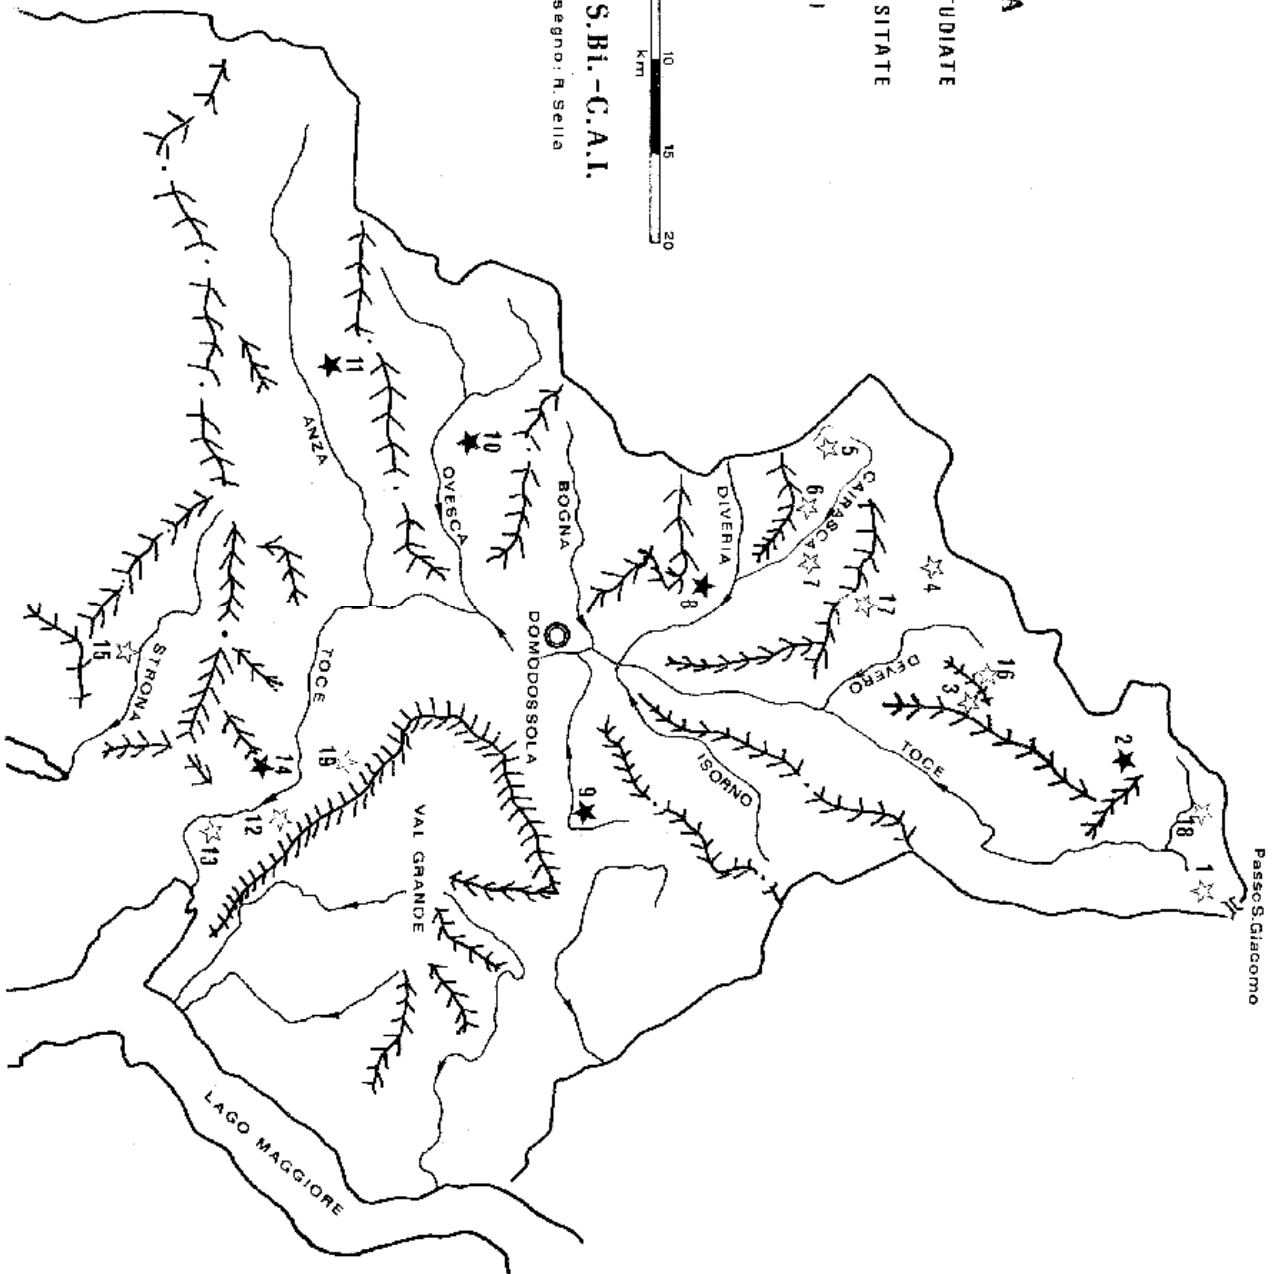 A
TUDIATE
SITATE
I
10
15
20
km
S.Bi.-C.A.I.
segno: R. Sella
Passo S. Giacomo
1
18
2
16
3
4
17
5
6
7
8
9
10
11
12
13
14
15
19
CAIRASCA
DEVERO
TOCE
DIVERIA
ISORNO
BOGNA
DOMODOSSOLA
OVESCA
ANZA
TOCE
VAL GRANDE
STRONA
LAGO MAGGIORE